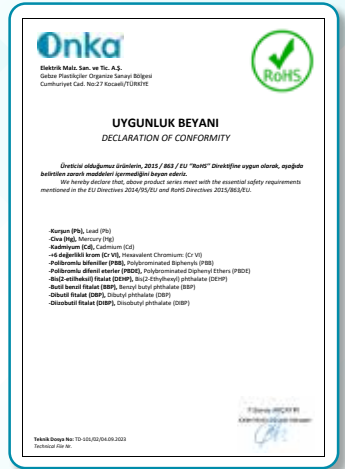 Onka
Elektrik Malz. San. ve Tic. A.Ş.
Gebze Plastikçiler Organize Sanayi Bölgesi
Cumhuriyet Cad. No:27 Kocaeli/TÜRKİYE
RoHS
UYGUNLUK BEYANI
DECLARATION OF CONFORMITY
Üreticisi olduğumuz ürünlerin, 2015 / 863 / EU "RoHS" Direktifine uygun olarak, aşağıda
belirtilen zararlı maddeleri içermediğini beyan ederiz.
We hereby declare that, above product series meet with the essential safety requirements
mentioned in the EU Directives 2014/95/EU and RoHS Directives 2015/863/EU.
-Kurşun (Pb), Lead (Pb)
-Civa (Hg), Mercury (Hg)
-Kadmiyum (Cd), Cadmium (Cd)
-+6 değerlikli krom (Cr VI), Hexavalent Chromium: (Cr VI)
-Polibromlu bifeniller (PBB), Polybrominated Biphenyls (PBB)
-Polibromlu difenil eterler (PBDE), Polybrominated Diphenyl Ethers (PBDE)
-Bis(2-etilheksil) fitalat (DEHP), Bis(2-Ethylhexyl) phthalate (DEHP)
-Butil benzil fitalat (BBP), Benzyl butyl phthalate (BBP)
-Dibutil fitalat (DBP), Dibutyl phthalate (DBP)
-Diizobutil fitalat (DIBP), Diisobutyl phthalate (DIBP)
Teknik Dosya No: TD-101/02/04.09.2023
Technical File Nr.